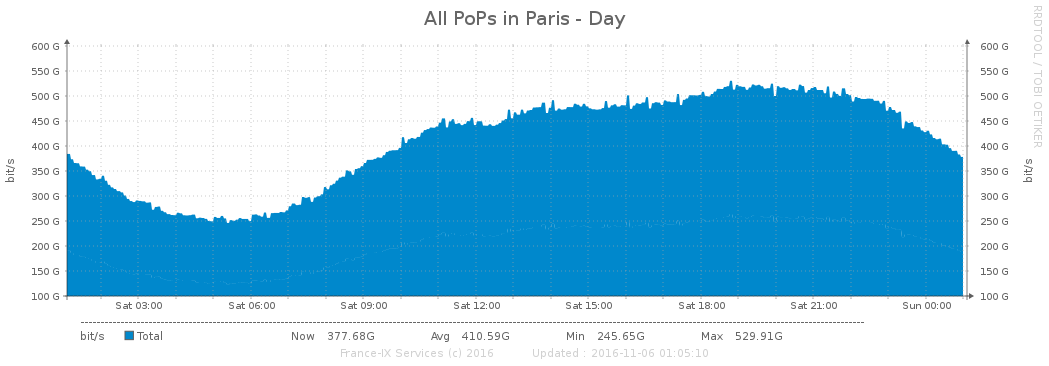 All PoPs in Paris - Day
RRDTOOL / TOBI OETIKER
600 G 600 G
550 G 550 G
500 G 500 G
450 G 450 G
400 G 400 G
350 G 350 G
300 G 300 G
250 G 250 G
200 G 200 G
150 G 150 G
100 G 100 G
bit/s bit/s
Sat 03:00 Sat 06:00 Sat 09:00 Sat 12:00 Sat 15:00 Sat 18:00 Sat 21:00 Sun 00:00
bit/s Total Now 377.68G Avg 410.59G Min 245.65G Max 529.91G
France-IX Services (c) 2016 Updated : 2016-11-06 01:05:10